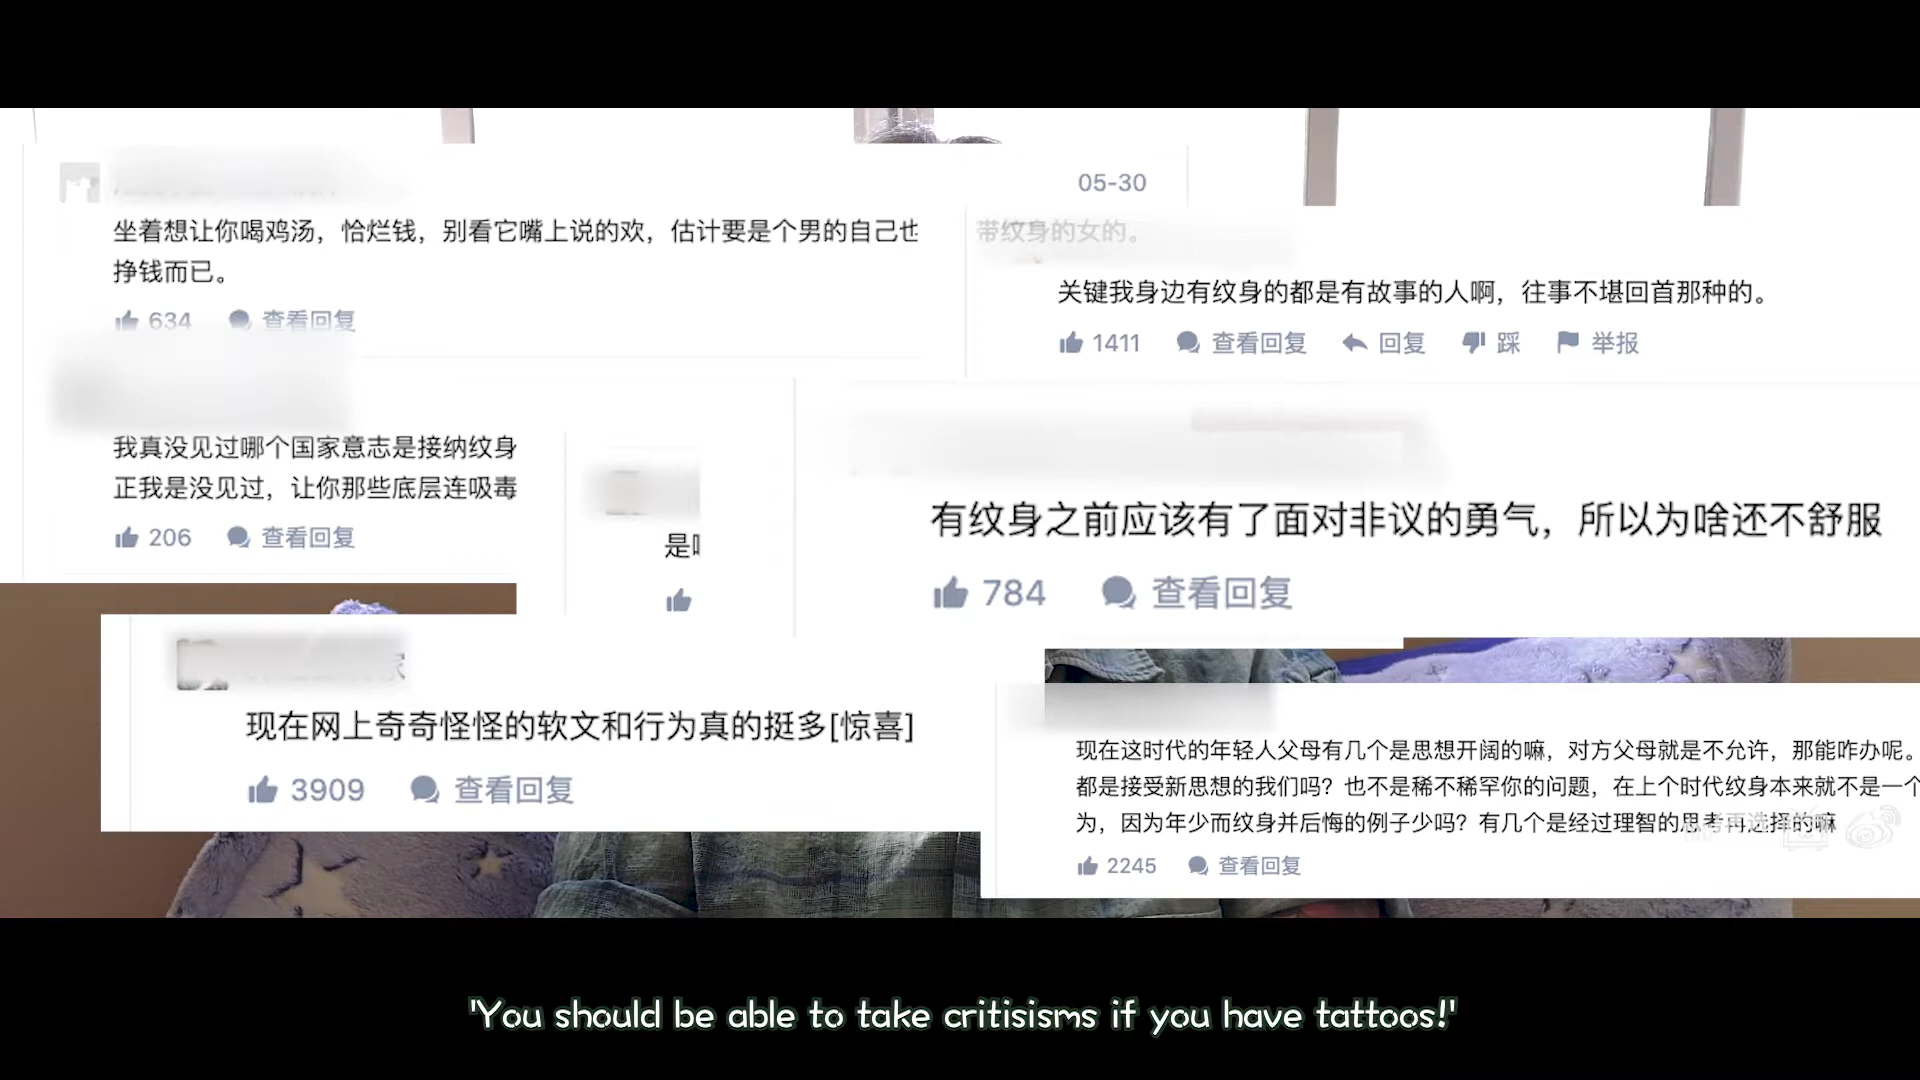 05-30
坐着想让你喝鸡汤，恰烂钱，别看它嘴上说的欢，估计要是个男的自己也
挣钱而已。
634 查看回复
带纹身的女的。
关键我身边有纹身的都是有故事的人啊，往事不堪回首那种的。
1411 查看回复 回复 踩 举报
我真没见过哪个国家意志是接纳纹身
正我是没见过，让你那些底层连吸毒
206 查看回复
是
有纹身之前应该有了面对非议的勇气，所以为啥还不舒服
784 查看回复
现在网上奇奇怪怪的软文和行为真的挺多[惊喜]
3909 查看回复
现在这时代的年轻人父母有几个是思想开阔的嘛，对方父母就是不允许，那能咋办呢。
都是接受新思想的我们吗？也不是稀不稀罕你的问题，在上个时代纹身本来就不是一个
为，因为年少而纹身并后悔的例子少吗？有几个是经过理智的思考再选择的嘛
2245 查看回复
'You should be able to take critisisms if you have tattoos!'